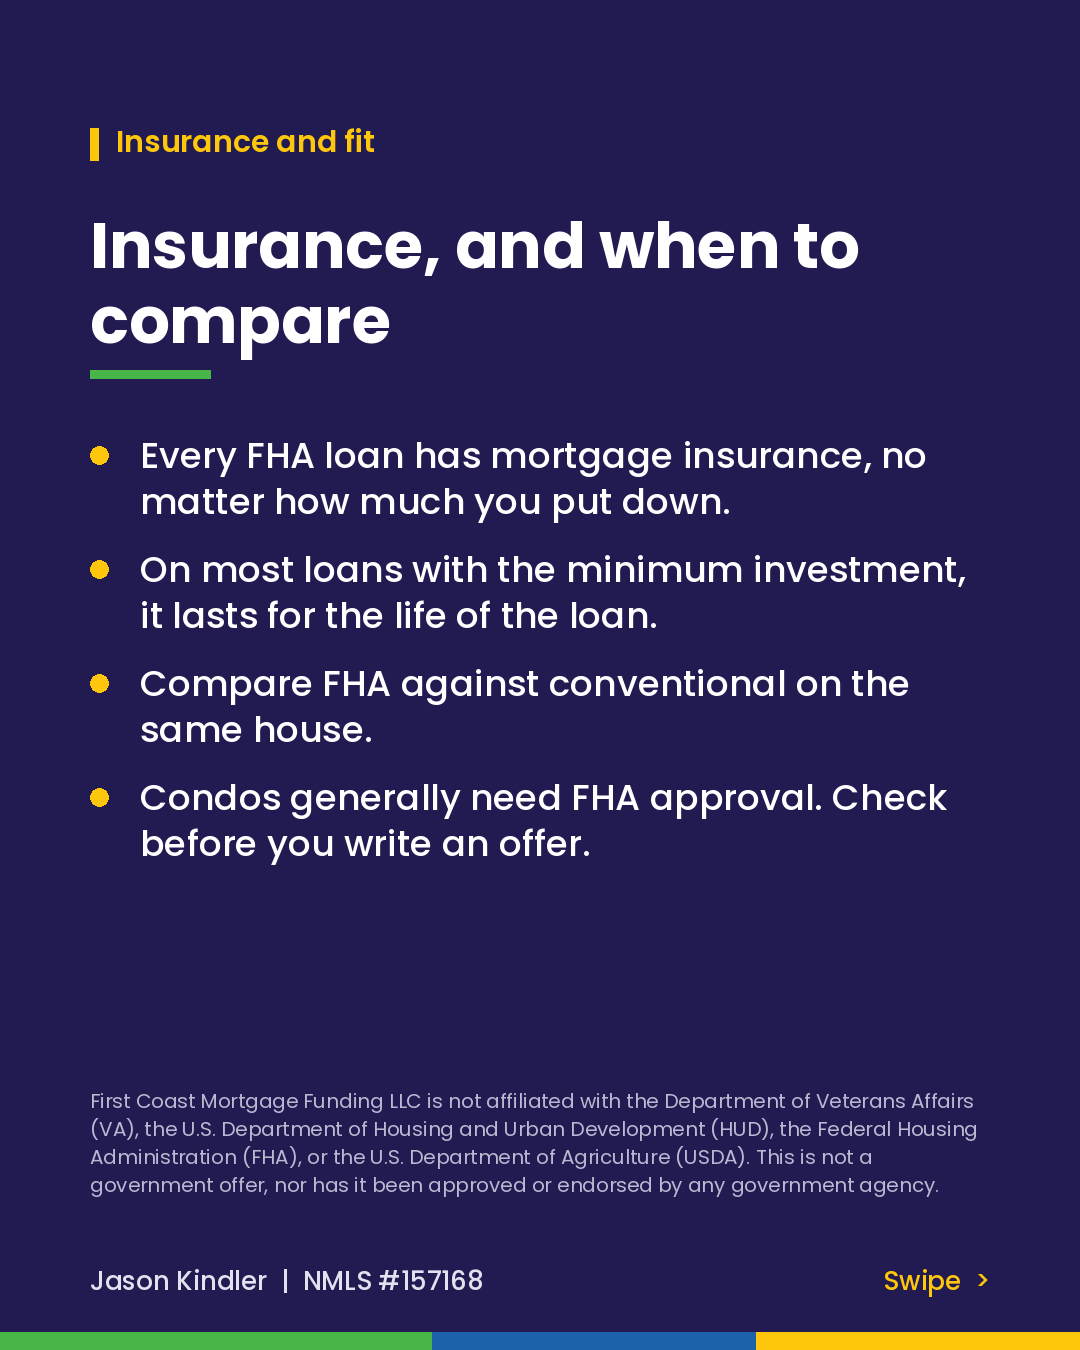 Insurance and fit
Insurance, and when to
compare
Every FHA loan has mortgage insurance, no
matter how much you put down.
On most loans with the minimum investment,
it lasts for the life of the loan.
Compare FHA against conventional on the
same house.
Condos generally need FHA approval. Check
before you write an offer.
First Coast Mortgage Funding LLC is not affiliated with the Department of Veterans Affairs
(VA), the U.S. Department of Housing and Urban Development (HUD), the Federal Housing
Administration (FHA), or the U.S. Department of Agriculture (USDA). This is not a
government offer, nor has it been approved or endorsed by any government agency.
Jason Kindler | NMLS #157168
Swipe >